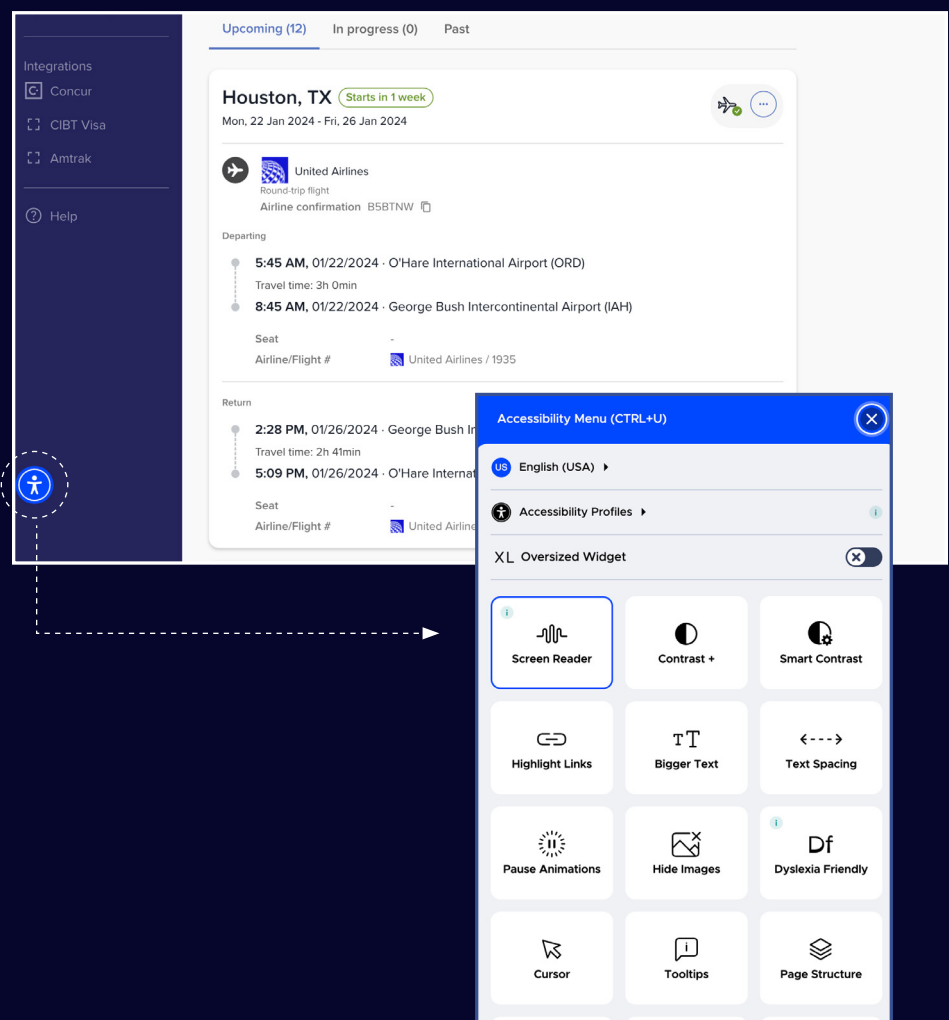 Upcoming (12) In progress (0) Past
Integrations
Concur
CIBT Visa
Amtrak
Help
Houston, TX Starts in 1 week
Mon, 22 Jan 2024 - Fri, 26 Jan 2024
United Airlines
Round-trip flight
Airline confirmation B5BTNW
Departing
5:45 AM, 01/22/2024 · O'Hare International Airport (ORD)
Travel time: 3h 0min
8:45 AM, 01/22/2024 · George Bush Intercontinental Airport (IAH)
Seat -
Airline/Flight # United Airlines / 1935
Return
2:28 PM, 01/26/2024 · George Bush In
Travel time: 2h 41min
5:09 PM, 01/26/2024 · O'Hare Internat
Seat -
Airline/Flight # United Airline
Accessibility Menu (CTRL+U)
US English (USA)
Accessibility Profiles i
XL Oversized Widget
i
Screen Reader Contrast + Smart Contrast
TT
Highlight Links Bigger Text Text Spacing
i
Df
Pause Animations Hide Images Dyslexia Friendly
i
Cursor Tooltips Page Structure